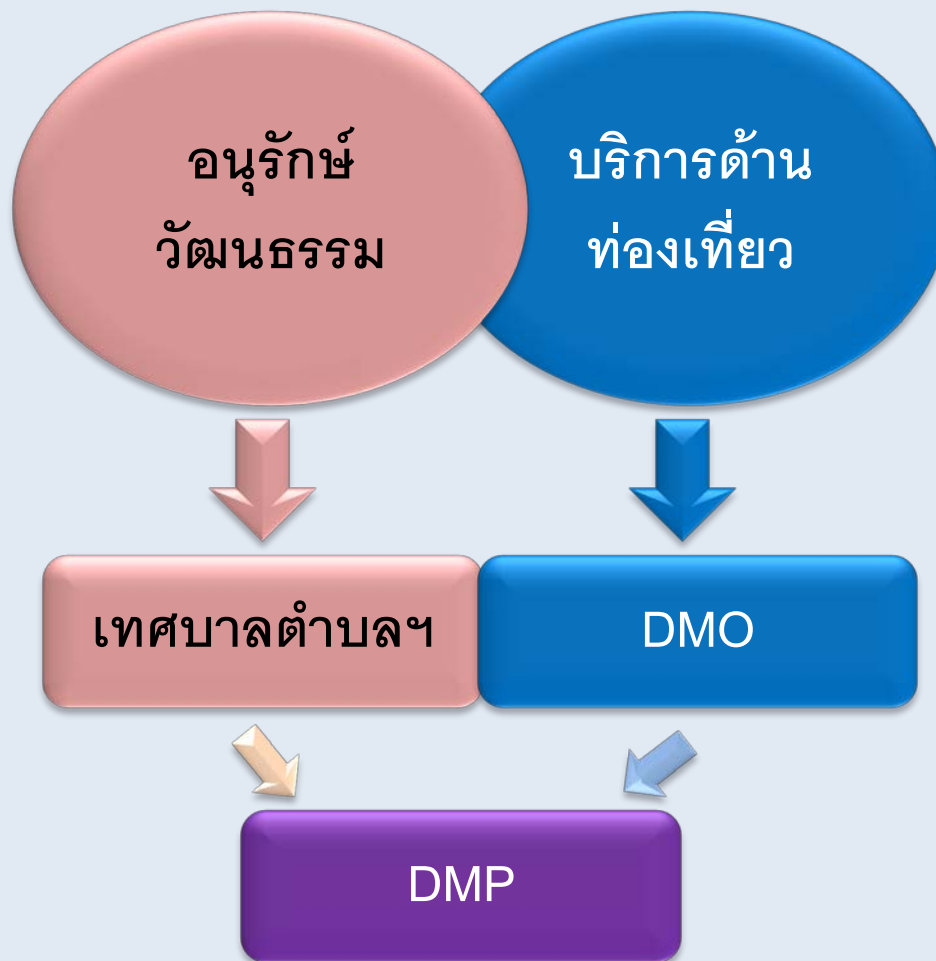 อนุรักษ์
วัฒนธรรม
บริการด้าน
ท่องเที่ยว
เทศบาลตำบลฯ
DMO
DMP